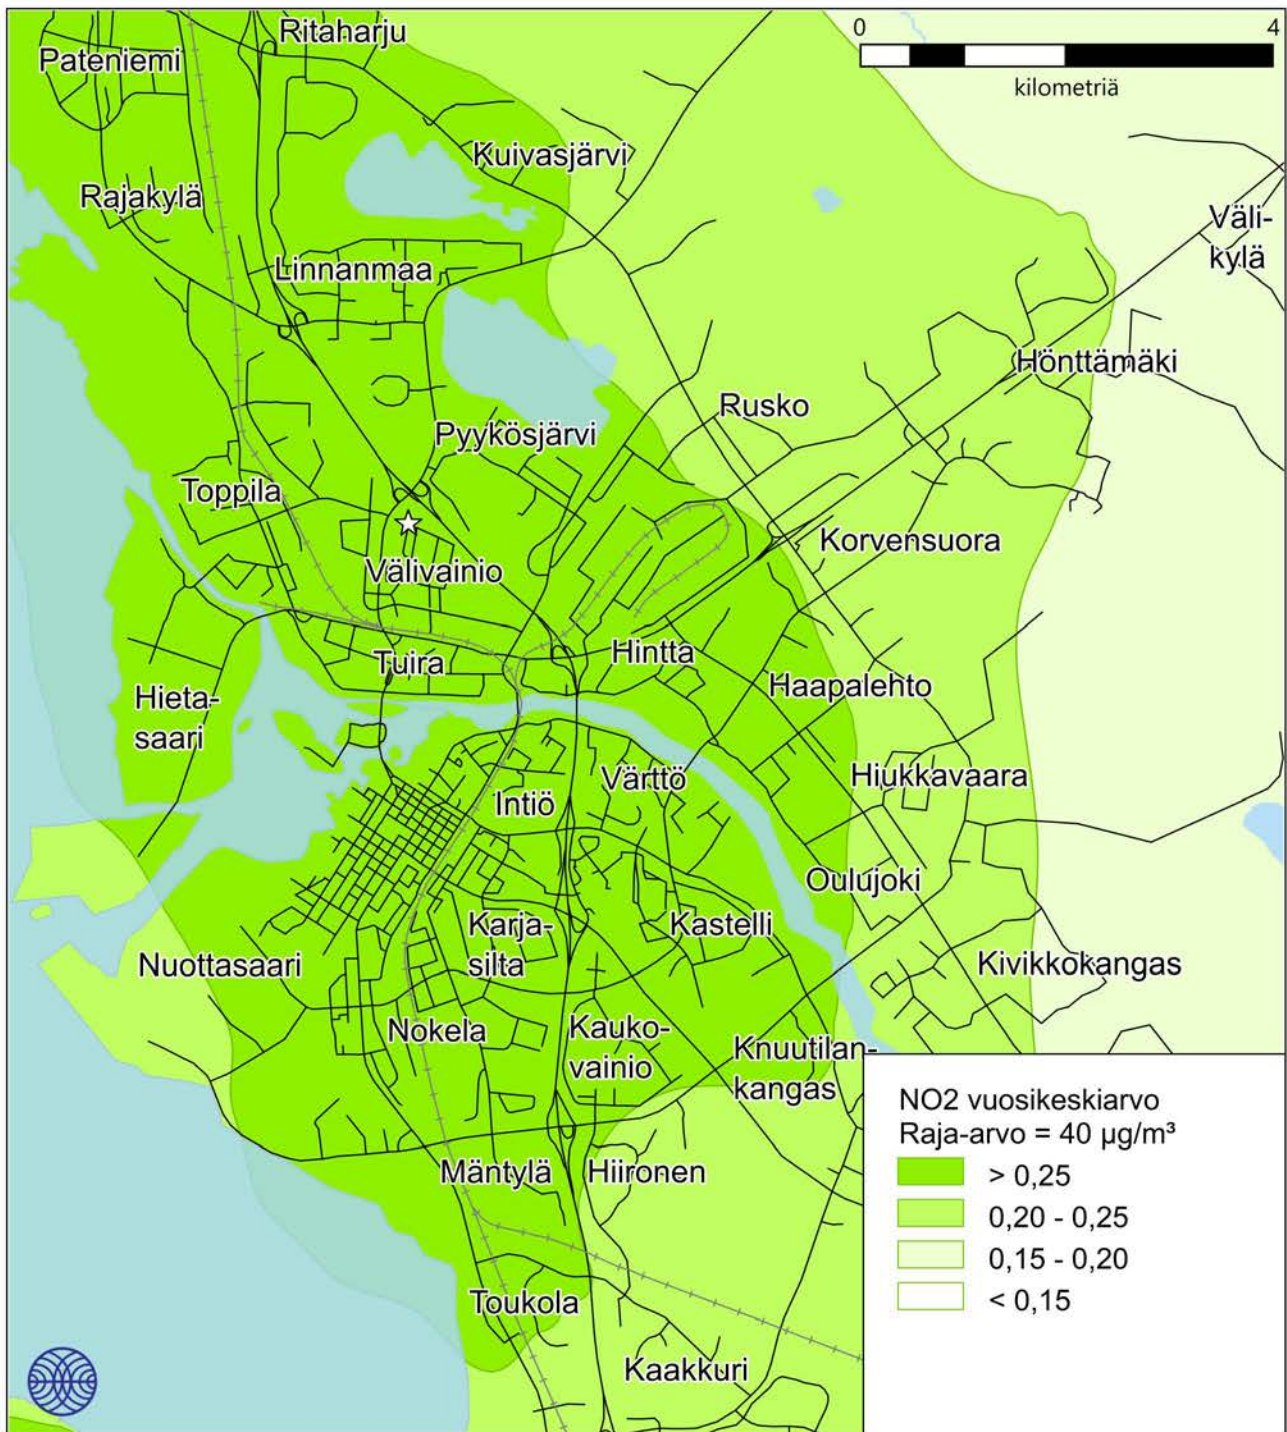 0 4
kilometriä
Ritaharju
Pateniemi
Kuivasjärvi
Rajakylä
Väli-
kylä
Linnanmaa
Hönttämäki
Rusko
Pyykösjärvi
Toppila
Korvensuora
Välivainio
Hintta
Tuira
Haapalehto
Hieta-
saari
Hiukkavaara
Värttö
Intiö
Oulujoki
Karja-
silta
Kastelli
Nuottasaari
Kivikkokangas
Nokela
Kauko-
vainio
Knuutilan-
kangas
Mäntylä
Hiironen
Toukola
Kaakkuri
NO2 vuosikeskiarvo
Raja-arvo = 40 µg/m³
> 0,25
0,20 - 0,25
0,15 - 0,20
< 0,15